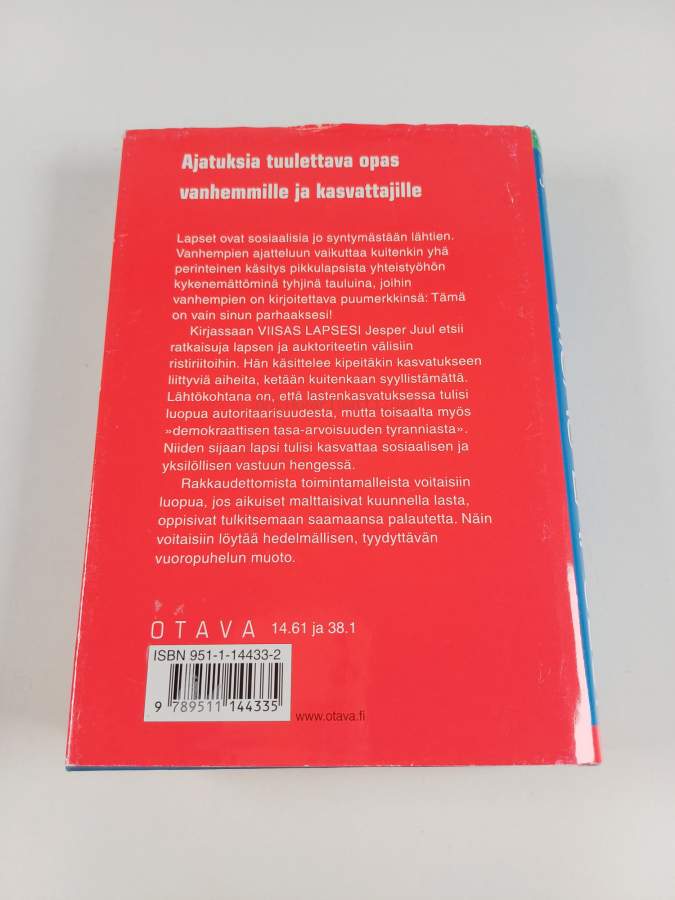 Ajatuksia tuulettava opas
vanhemmille ja kasvattajille
Lapset ovat sosiaalisia jo syntymästään lähtien.
Vanhempien ajatteluun vaikuttaa kuitenkin yhä
perinteinen käsitys pikkulapsista yhteistyöhön
kykenemättöminä tyhjinä tauluina, joihin
vanhempien on kirjoitettava puumerkkinsä: Tämä
on vain sinun parhaaksesi!
Kirjassaan VIISAS LAPSESI Jesper Juul etsii
ratkaisuja lapsen ja auktoriteetin välisiin
ristiriitoihin. Hän käsittelee kipeitäkin kasvatukseen
liittyviä aiheita, ketään kuitenkaan syyllistämättä.
Lähtökohtana on, että lastenkasvatuksessa tulisi
luopua autoritaarisuudesta, mutta toisaalta myös
»demokraattisen tasa-arvoisuuden tyranniasta».
Niiden sijaan lapsi tulisi kasvattaa sosiaalisen ja
yksilöllisen vastuun hengessä.
Rakkaudettomista toimintamalleista voitaisiin
luopua, jos aikuiset malttaisivat kuunnella lasta,
oppisivat tulkitsemaan saamaansa palautetta. Näin
voitaisiin löytää hedelmällisen, tyydyttävän
vuoropuhelun muoto.
OTAVA 14.61 ja 38.1
ISBN 951-1-14433-2
9 789511 144335
www.otava.fi